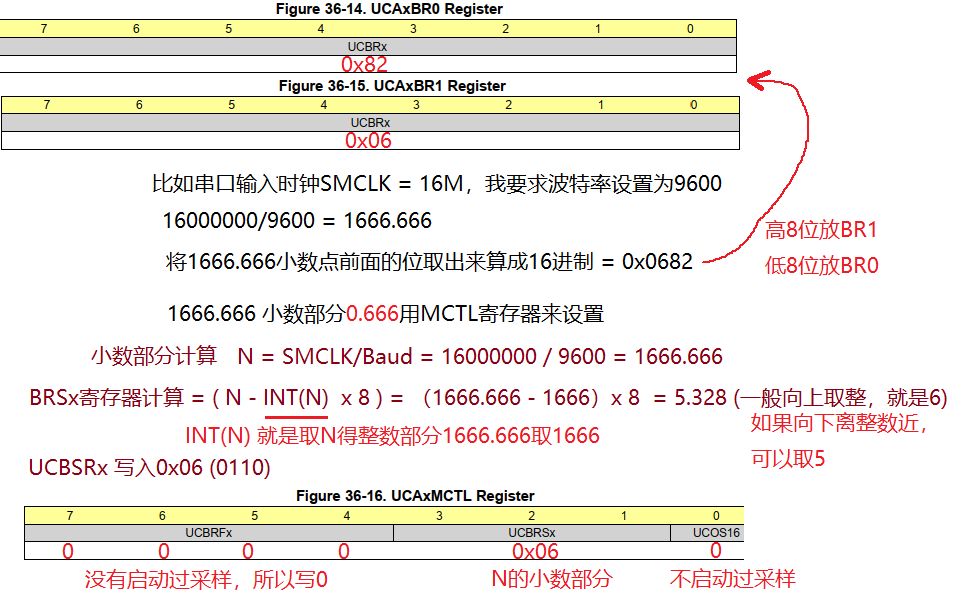 Figure 36-14. UCAxBR0 Register
7 6 5 4 3 2 1 0
UCBRx
0x82
Figure 36-15. UCAxBR1 Register
7 6 5 4 3 2 1 0
UCBRx
0x06
比如串口输入时钟SMCLK = 16M，我要求波特率设置为9600
16000000/9600 = 1666.666
高8位放BR1
将1666.666小数点前面的位取出来算成16进制 = 0x0682
低8位放BR0
1666.666 小数部分0.666用MCTL寄存器来设置
小数部分计算 N = SMCLK/Baud = 16000000 / 9600 = 1666.666
BRSx寄存器计算 = ( N - INT(N) x 8 ) = （1666.666 - 1666）x 8 = 5.328 (一般向上取整，就是6)
如果向下离整数近，
可以取5
INT(N) 就是取N得整数部分1666.666取1666
UCBSRx 写入0x06 (0110)
Figure 36-16. UCAxMCTL Register
7 6 5 4 3 2 1 0
UCBRFx UCBRSx UCOS16
0 0 0 0 0x06 0
没有启动过采样，所以写0 N的小数部分 不启动过采样